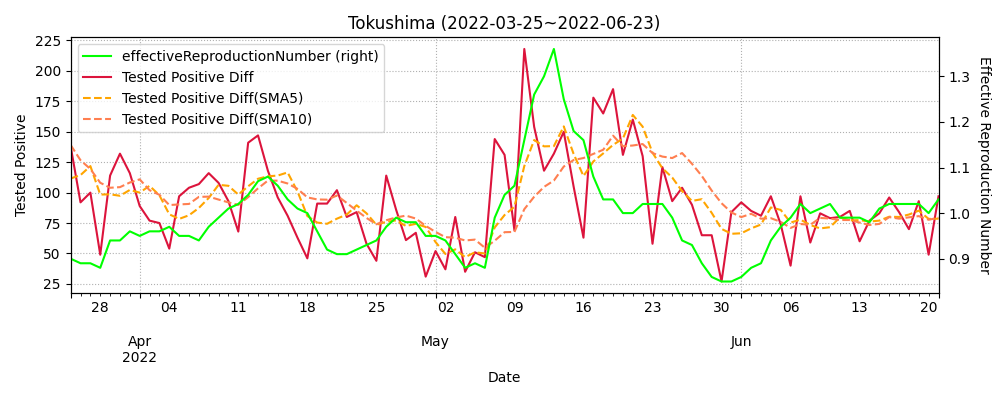 Tokushima (2022-03-25~2022-06-23)
effectiveReproductionNumber (right)
Tested Positive Diff
Tested Positive Diff(SMA5)
Tested Positive Diff(SMA10)
Tested Positive
225
200
175
150
125
100
75
50
25
1.3
1.2
1.1
1.0
0.9
Effective Reproduction Number
28 04 11 18 25 02 09 16 23 30 06 13 20
Apr May Jun
2022
Date